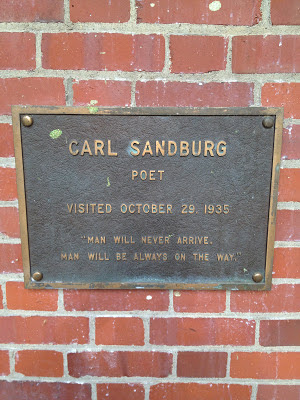 CARL SANDBURG
POET
VISITED OCTOBER 29, 1935
"MAN WILL NEVER ARRIVE,
MAN WILL BE ALWAYS ON THE WAY."